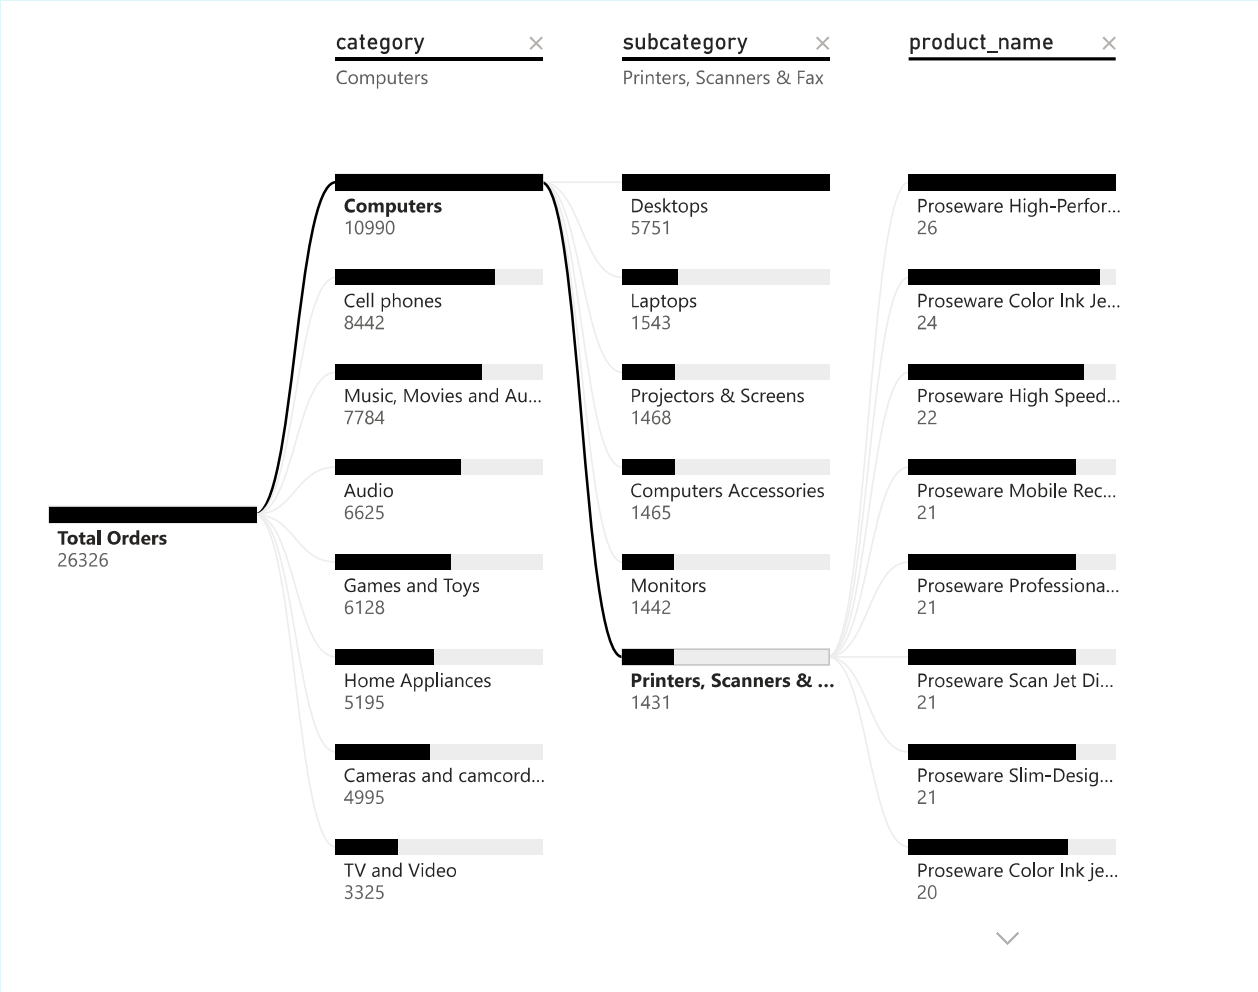 category
Computers
subcategory
Printers, Scanners & Fax
product_name
Total Orders
26326
Computers
10990
Cell phones
8442
Music, Movies and Au...
7784
Audio
6625
Games and Toys
6128
Home Appliances
5195
Cameras and camcord...
4995
TV and Video
3325
Desktops
5751
Laptops
1543
Projectors & Screens
1468
Computers Accessories
1465
Monitors
1442
Printers, Scanners & ...
1431
Proseware High-Perfor...
26
Proseware Color Ink Je...
24
Proseware High Speed...
22
Proseware Mobile Rec...
21
Proseware Professiona...
21
Proseware Scan Jet Di...
21
Proseware Slim-Desig...
21
Proseware Color Ink je...
20